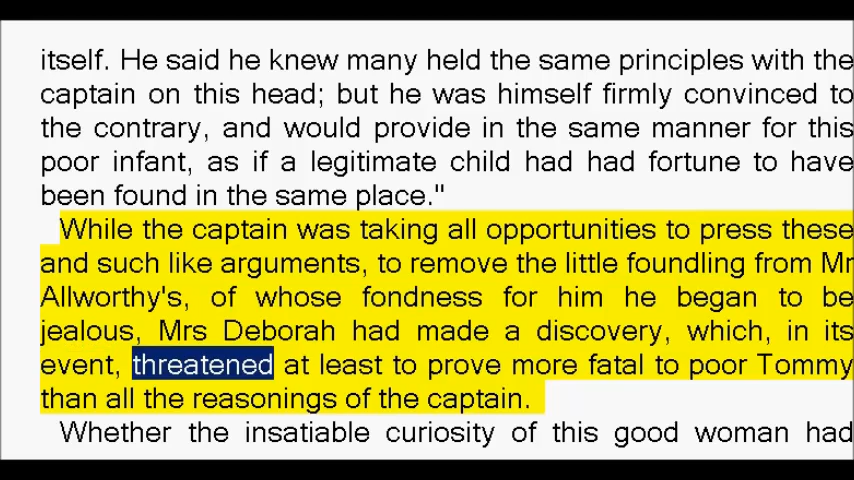 itself. He said he knew many held the same principles with the
captain on this head; but he was himself firmly convinced to
the contrary, and would provide in the same manner for this
poor infant, as if a legitimate child had had fortune to have
been found in the same place."
While the captain was taking all opportunities to press these
and such like arguments, to remove the little foundling from Mr
Allworthy's, of whose fondness for him he began to be
jealous, Mrs Deborah had made a discovery, which, in its
event, threatened at least to prove more fatal to poor Tommy
than all the reasonings of the captain.
Whether the insatiable curiosity of this good woman had